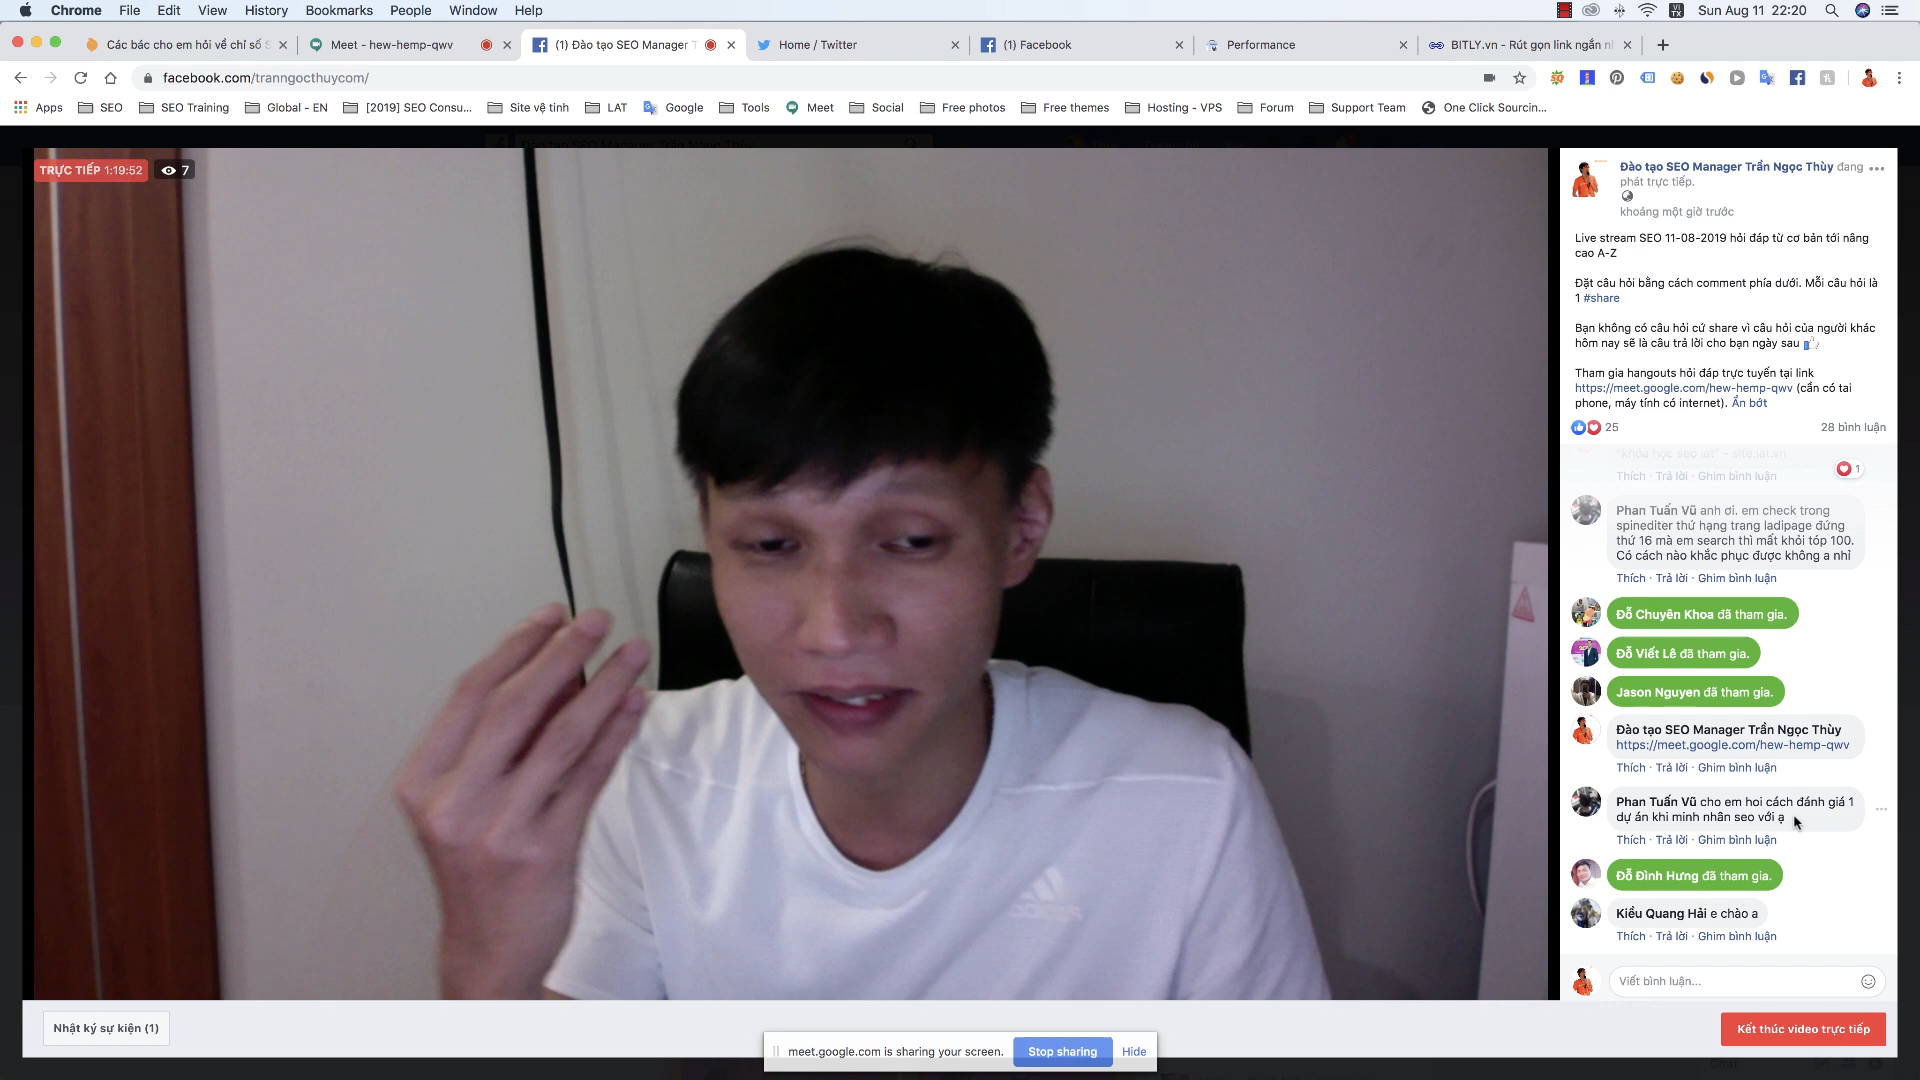 Chrome File Edit View History Bookmarks People Window Help
Sun Aug 11 22:20
Các bác cho em hỏi về chỉ số S
Meet - hew-hemp-qwv
(1) Đào tạo SEO Manager T
Home / Twitter
(1) Facebook
Performance
BITLY.vn - Rút gọn link ngắn n
facebook.com/tranngocthuycom/
Apps SEO SEO Training Global - EN [2019] SEO Consu... Site vệ tinh LAT Google Tools Meet Social Free photos Free themes Hosting - VPS Forum Support Team One Click Sourcin...
TRỰC TIẾP 1:19:52 7
Đào tạo SEO Manager Trần Ngọc Thùy đang
phát trực tiếp.
khoảng một giờ trước
Live stream SEO 11-08-2019 hỏi đáp từ cơ bản tới nâng
cao A-Z
Đặt câu hỏi bằng cách comment phía dưới. Mỗi câu hỏi là
1 #share
Bạn không có câu hỏi cứ share vì câu hỏi của người khác
hôm nay sẽ là câu trả lời cho bạn ngày sau
Tham gia hangouts hỏi đáp trực tuyến tại link
https://meet.google.com/hew-hemp-qwv (cần có tai
phone, máy tính có internet). Ẩn bớt
25 28 bình luận
"khóa học seo lat" - site:lat.vn
Thích · Trả lời · Ghim bình luận 1
Phan Tuấn Vũ anh ơi. em check trong
spinediter thứ hạng trang ladipage đứng
thứ 16 mà em search thì mất khỏi tóp 100.
Có cách nào khắc phục được không a nhỉ
Thích · Trả lời · Ghim bình luận
Đỗ Chuyên Khoa đã tham gia.
Đỗ Viết Lê đã tham gia.
Jason Nguyen đã tham gia.
Đào tạo SEO Manager Trần Ngọc Thùy
https://meet.google.com/hew-hemp-qwv
Thích · Trả lời · Ghim bình luận
Phan Tuấn Vũ cho em hoi cách đánh giá 1
dự án khi minh nhân seo với ạ
Thích · Trả lời · Ghim bình luận
Đỗ Đình Hưng đã tham gia.
Kiều Quang Hải e chào a
Thích · Trả lời · Ghim bình luận
Viết bình luận...
Nhật ký sự kiện (1)
Kết thúc video trực tiếp
meet.google.com is sharing your screen. Stop sharing Hide